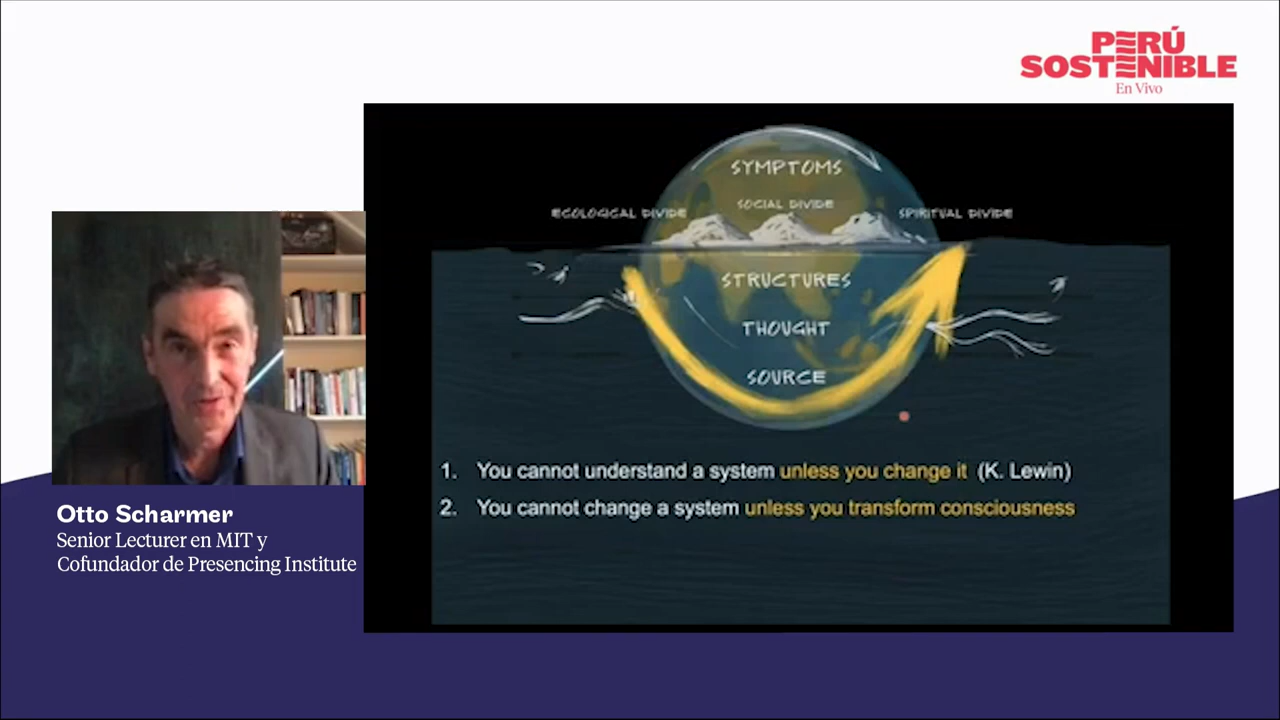 PERÚ
SOSTENIBLE
En Vivo
SYMPTOMS
ECOLOGICAL DIVIDE
SOCIAL DIVIDE
SPIRITUAL DIVIDE
STRUCTURES
THOUGHT
SOURCE
1. You cannot understand a system unless you change it (K. Lewin)
2. You cannot change a system unless you transform consciousness
Otto Scharmer
Senior Lecturer en MIT y
Cofundador de Presencing Institute